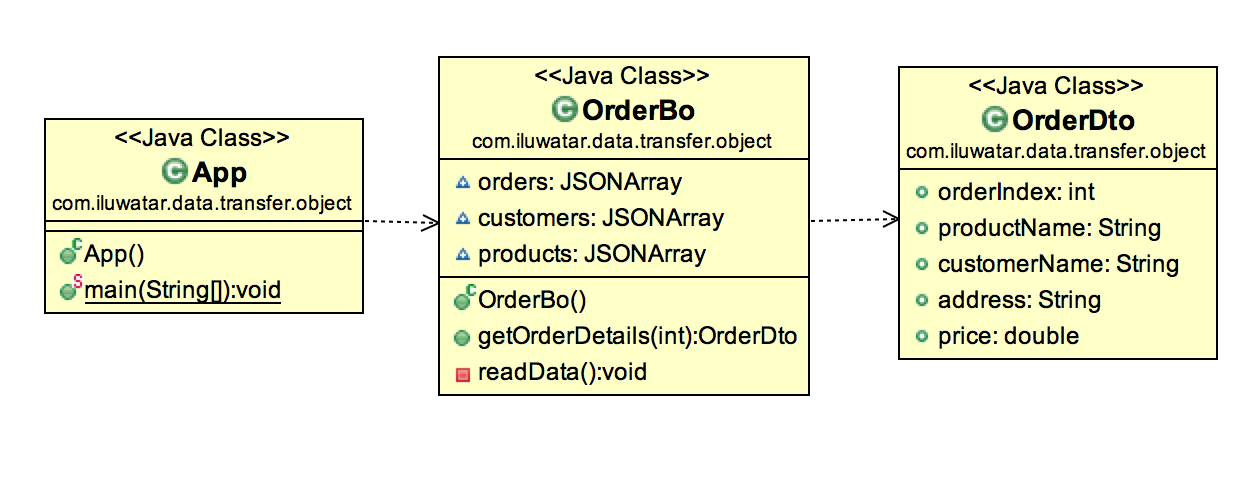 <<Java Class>>
C App
com.iluwatar.data.transfer.object
C App()
S main(String[]):void
<<Java Class>>
C OrderBo
com.iluwatar.data.transfer.object
orders: JSONArray
customers: JSONArray
products: JSONArray
C OrderBo()
getOrderDetails(int):OrderDto
readData():void
<<Java Class>>
C OrderDto
com.iluwatar.data.transfer.object
orderIndex: int
productName: String
customerName: String
address: String
price: double